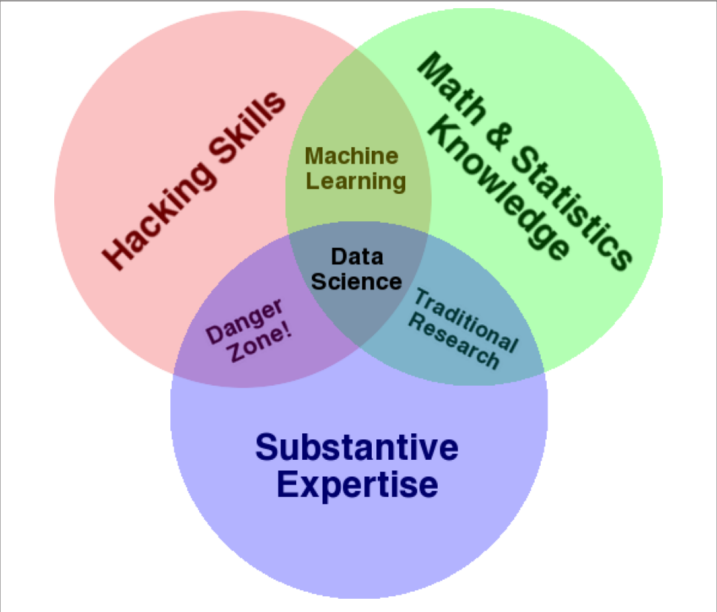 Hacking Skills
Math & Statistics
Knowledge
Machine
Learning
Data
Science
Danger
Zone!
Traditional
Research
Substantive
Expertise